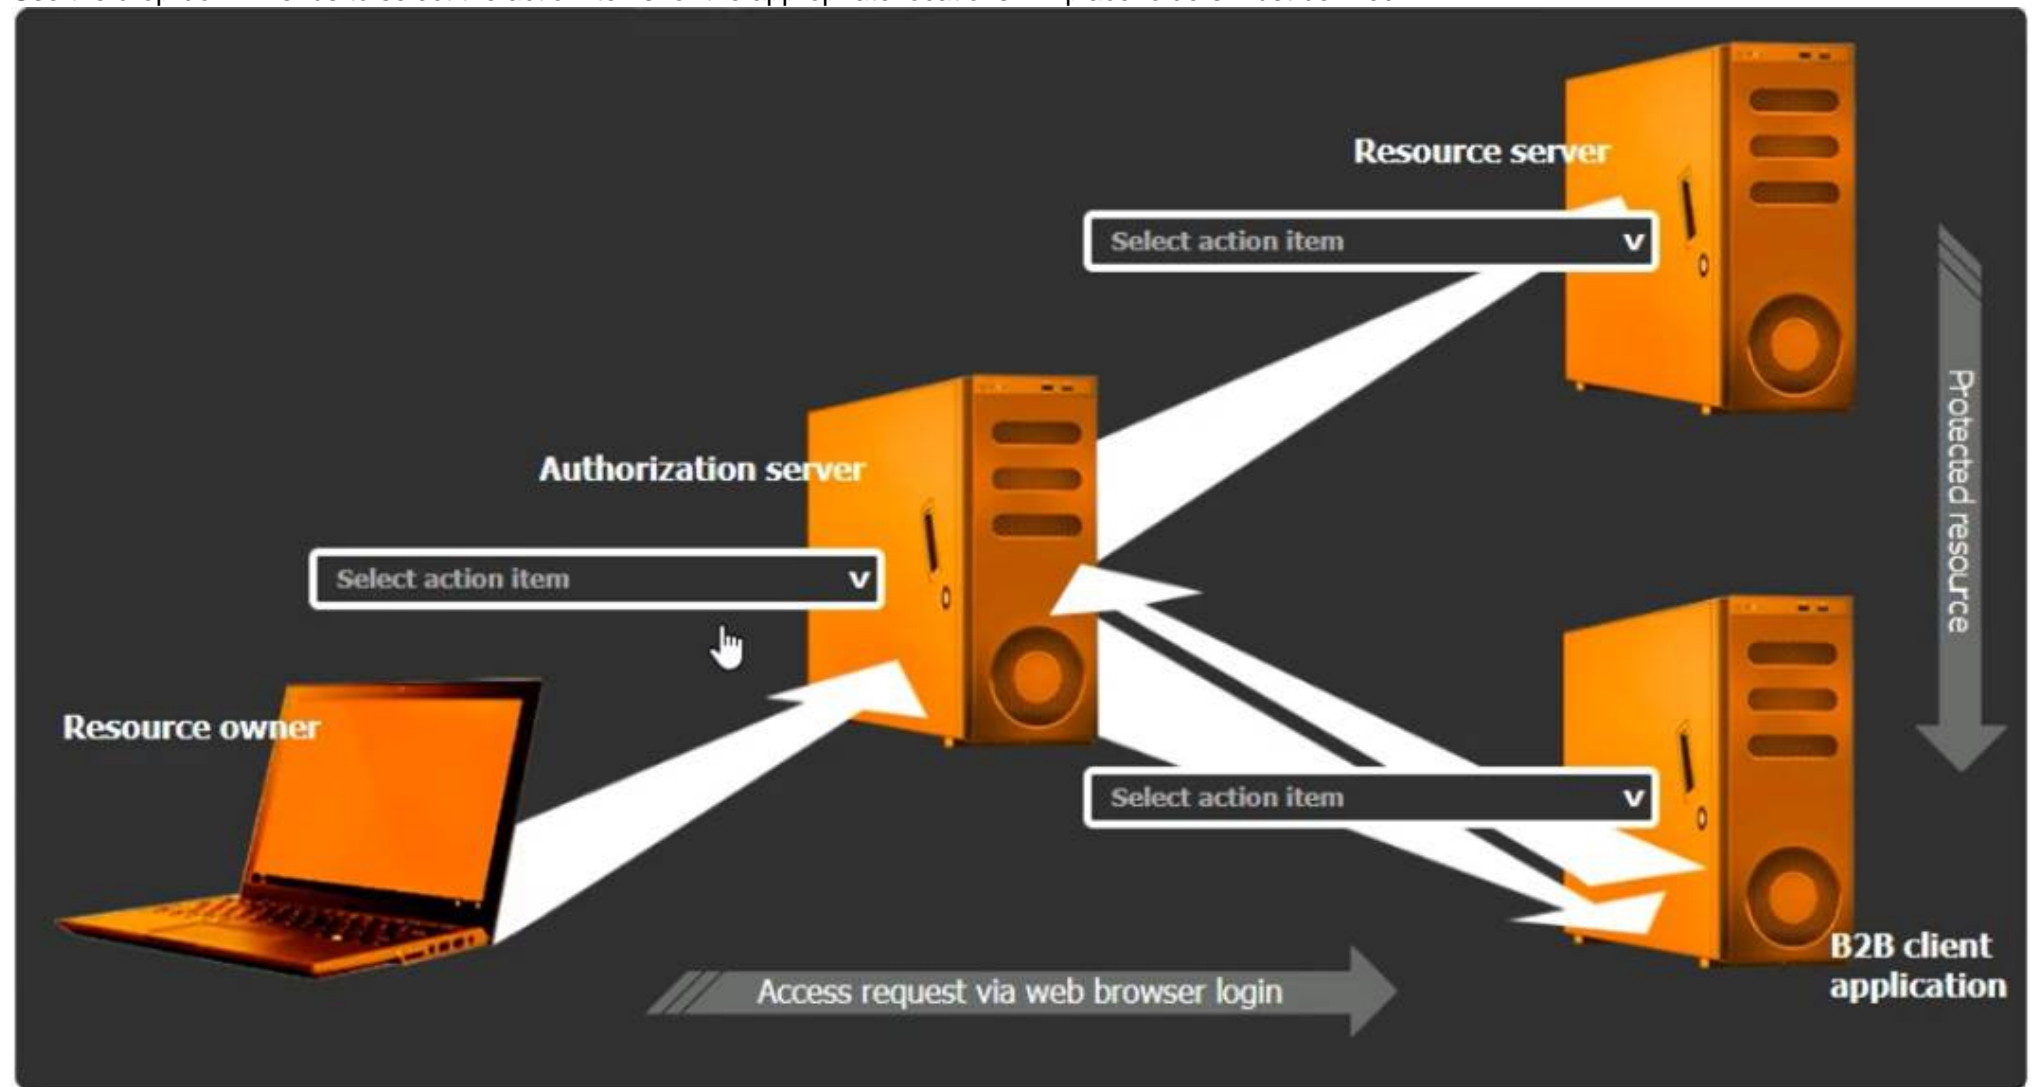 Resource server
Select action item v
Authorization server
Select action item v
Protected resource
Resource owner
Select action item v
B2B client
application
Access request via web browser login